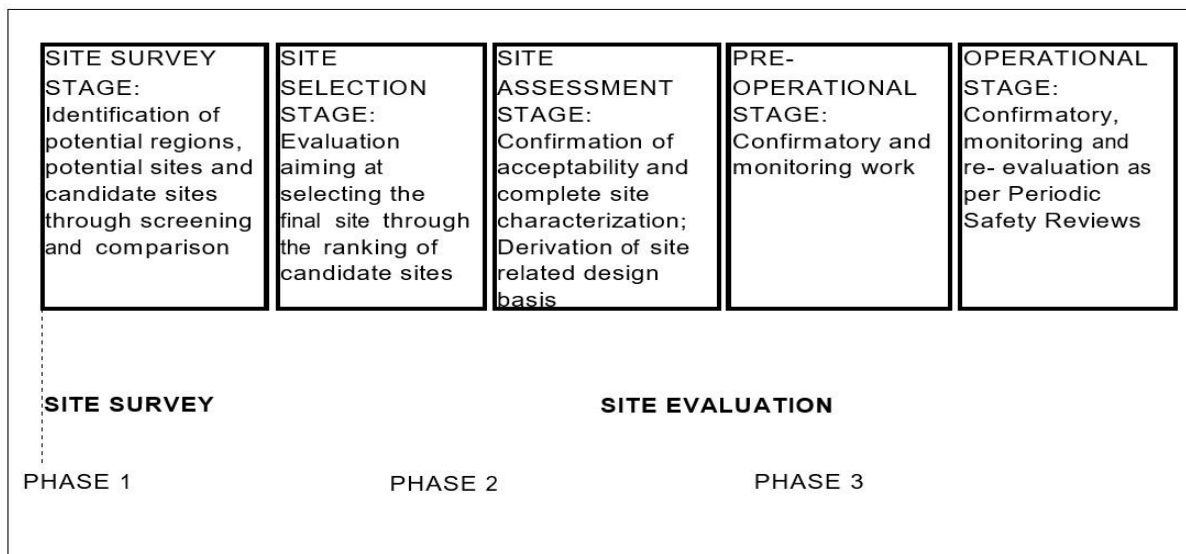 SITE SURVEY
STAGE:
Identification of
potential regions,
potential sites and
candidate sites
through screening
and comparison
SITE
SELECTION
STAGE:
Evaluation
aiming at
selecting the
final site through
the ranking of
candidate sites
SITE
ASSESSMENT
STAGE:
Confirmation of
acceptability and
complete site
characterization;
Derivation of site
related design
basis
PRE-
OPERATIONAL
STAGE:
Confirmatory and
monitoring work
OPERATIONAL
STAGE:
Confirmatory,
monitoring and
re- evaluation as
per Periodic
Safety Reviews
SITE SURVEY
SITE EVALUATION
PHASE 1
PHASE 2
PHASE 3